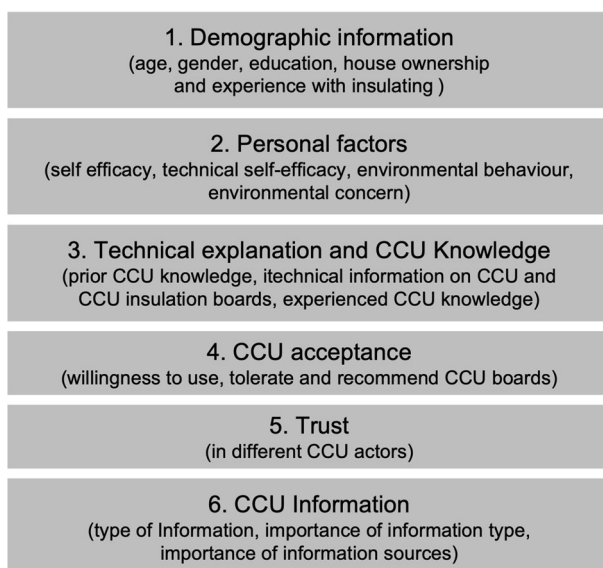 1. Demographic information
(age, gender, education, house ownership
and experience with insulating )
2. Personal factors
(self efficacy, technical self-efficacy, environmental behaviour,
environmental concern)
3. Technical explanation and CCU Knowledge
(prior CCU knowledge, itechnical information on CCU and
CCU insulation boards, experienced CCU knowledge)
4. CCU acceptance
(willingness to use, tolerate and recommend CCU boards)
5. Trust
(in different CCU actors)
6. CCU Information
(type of Information, importance of information type,
importance of information sources)